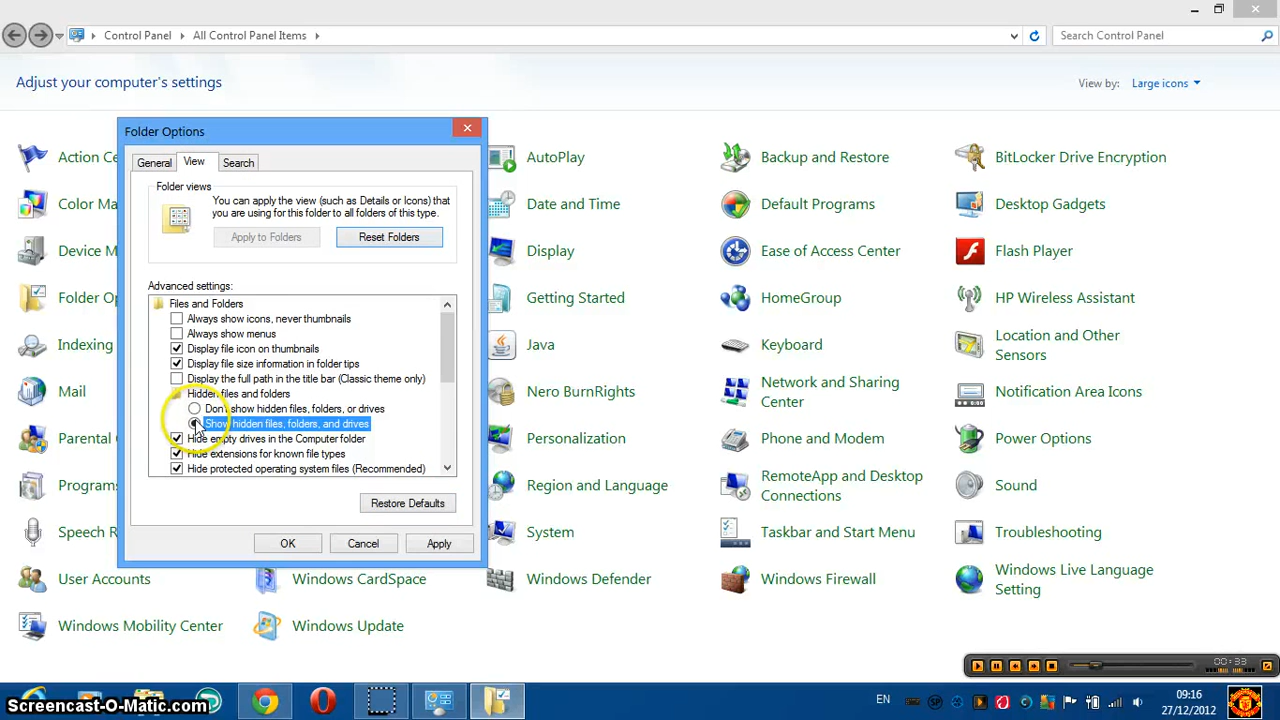 Control Panel
All Control Panel Items
Search Control Panel
Adjust your computer's settings
View by: Large icons
Folder Options
General
View
Search
Folder views
You can apply the view (such as Details or Icons) that
you are using for this folder to all folders of this type.
Apply to Folders
Reset Folders
Advanced settings:
Files and Folders
Always show icons, never thumbnails
Always show menus
Display file icon on thumbnails
Display file size information in folder tips
Display the full path in the title bar (Classic theme only)
Hidden files and folders
Don't show hidden files, folders, or drives
Show hidden files, folders, and drives
Hide empty drives in the Computer folder
Hide extensions for known file types
Hide protected operating system files (Recommended)
Restore Defaults
OK
Cancel
Apply
Action Ce
AutoPlay
Backup and Restore
BitLocker Drive Encryption
Color Ma
Date and Time
Default Programs
Desktop Gadgets
Device M
Display
Ease of Access Center
Flash Player
Folder Op
Getting Started
HomeGroup
HP Wireless Assistant
Indexing
Java
Keyboard
Location and Other
Sensors
Mail
Nero BurnRights
Network and Sharing
Center
Notification Area Icons
Parental
Personalization
Phone and Modem
Power Options
Programs
Region and Language
RemoteApp and Desktop
Connections
Sound
Speech R
System
Taskbar and Start Menu
Troubleshooting
User Accounts
Windows CardSpace
Windows Defender
Windows Firewall
Windows Live Language
Setting
Windows Mobility Center
Windows Update
00:33
EN
09:16
27/12/2012
Screencast-O-Matic.com